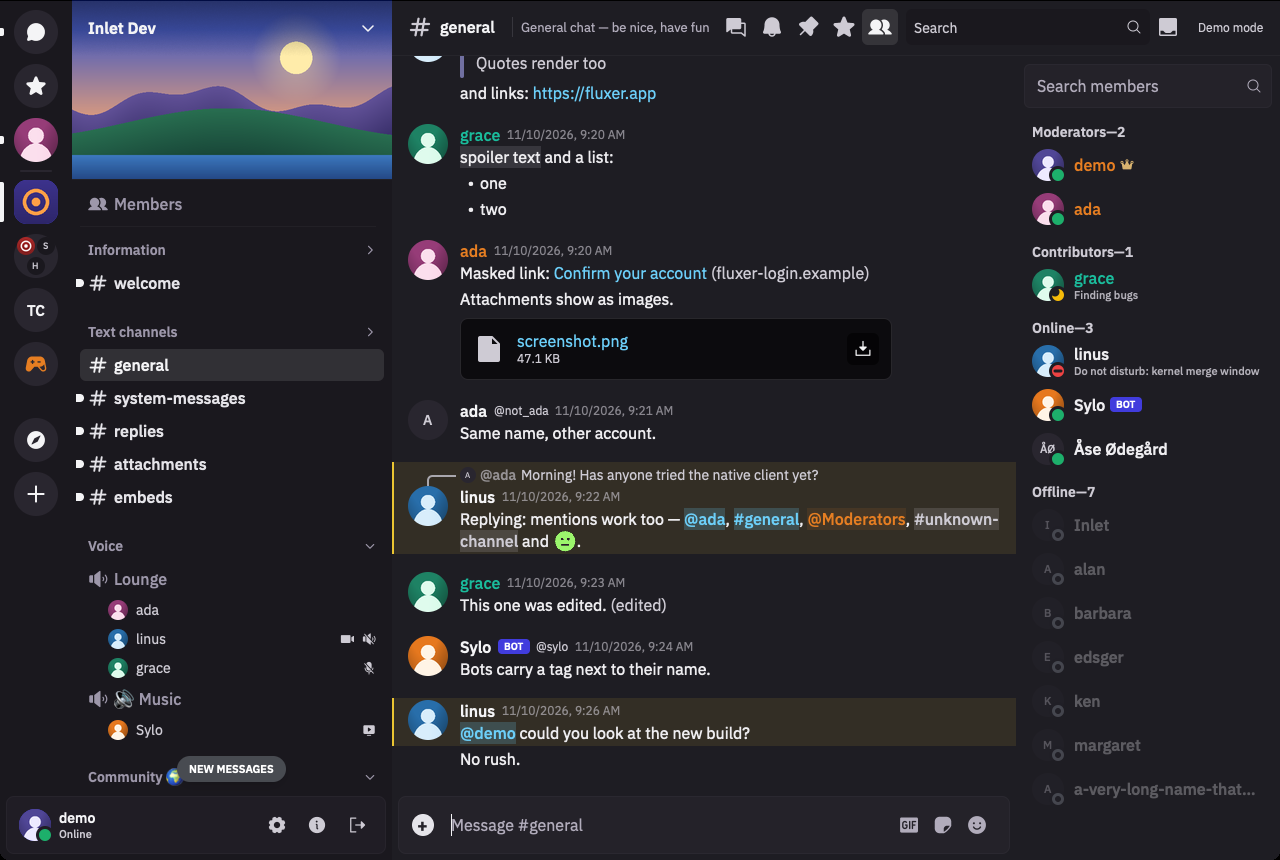 Inlet Dev
general
General chat — be nice, have fun
Search
Demo mode
S
H
TC
Members
Information
welcome
Text channels
general
system-messages
replies
attachments
embeds
Voice
Lounge
ada
linus
grace
Music
Sylo
Community
NEW MESSAGES
demo
Online
Quotes render too
and links: https://fluxer.app
grace 11/10/2026, 9:20 AM
spoiler text and a list:
• one
• two
ada 11/10/2026, 9:20 AM
Masked link: Confirm your account (fluxer-login.example)
Attachments show as images.
screenshot.png
47.1 KB
A
ada @not_ada 11/10/2026, 9:21 AM
Same name, other account.
A @ada Morning! Has anyone tried the native client yet?
linus 11/10/2026, 9:22 AM
Replying: mentions work too — @ada, #general, @Moderators, #unknown-
channel and 😐.
grace 11/10/2026, 9:23 AM
This one was edited. (edited)
Sylo BOT @sylo 11/10/2026, 9:24 AM
Bots carry a tag next to their name.
linus 11/10/2026, 9:26 AM
@demo could you look at the new build?
No rush.
Message #general
GIF
Search members
Moderators—2
demo
ada
Contributors—1
grace
Finding bugs
Online—3
linus
Do not disturb: kernel merge window
Sylo BOT
ÅØ Åse Ødegård
Offline—7
I Inlet
A alan
B barbara
E edsger
K ken
M margaret
A a-very-long-name-that...